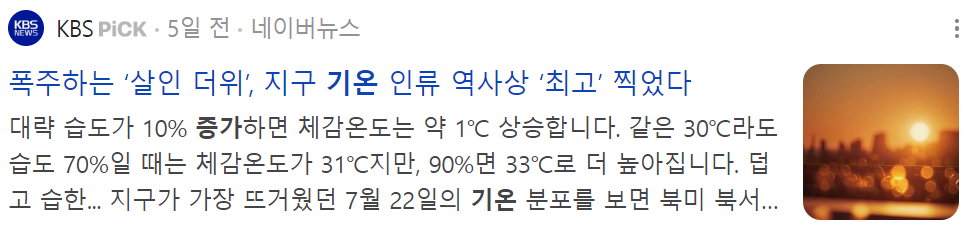 KBS NEWS KBS PiCK · 5일 전 · 네이버뉴스
폭주하는 ‘살인 더위’, 지구 기온 인류 역사상 ‘최고’ 찍었다
대략 습도가 10% 증가하면 체감온도는 약 1℃ 상승합니다. 같은 30℃라도
습도 70%일 때는 체감온도가 31℃지만, 90%면 33℃로 더 높아집니다. 덥
고 습한... 지구가 가장 뜨거웠던 7월 22일의 기온 분포를 보면 북미 북서...